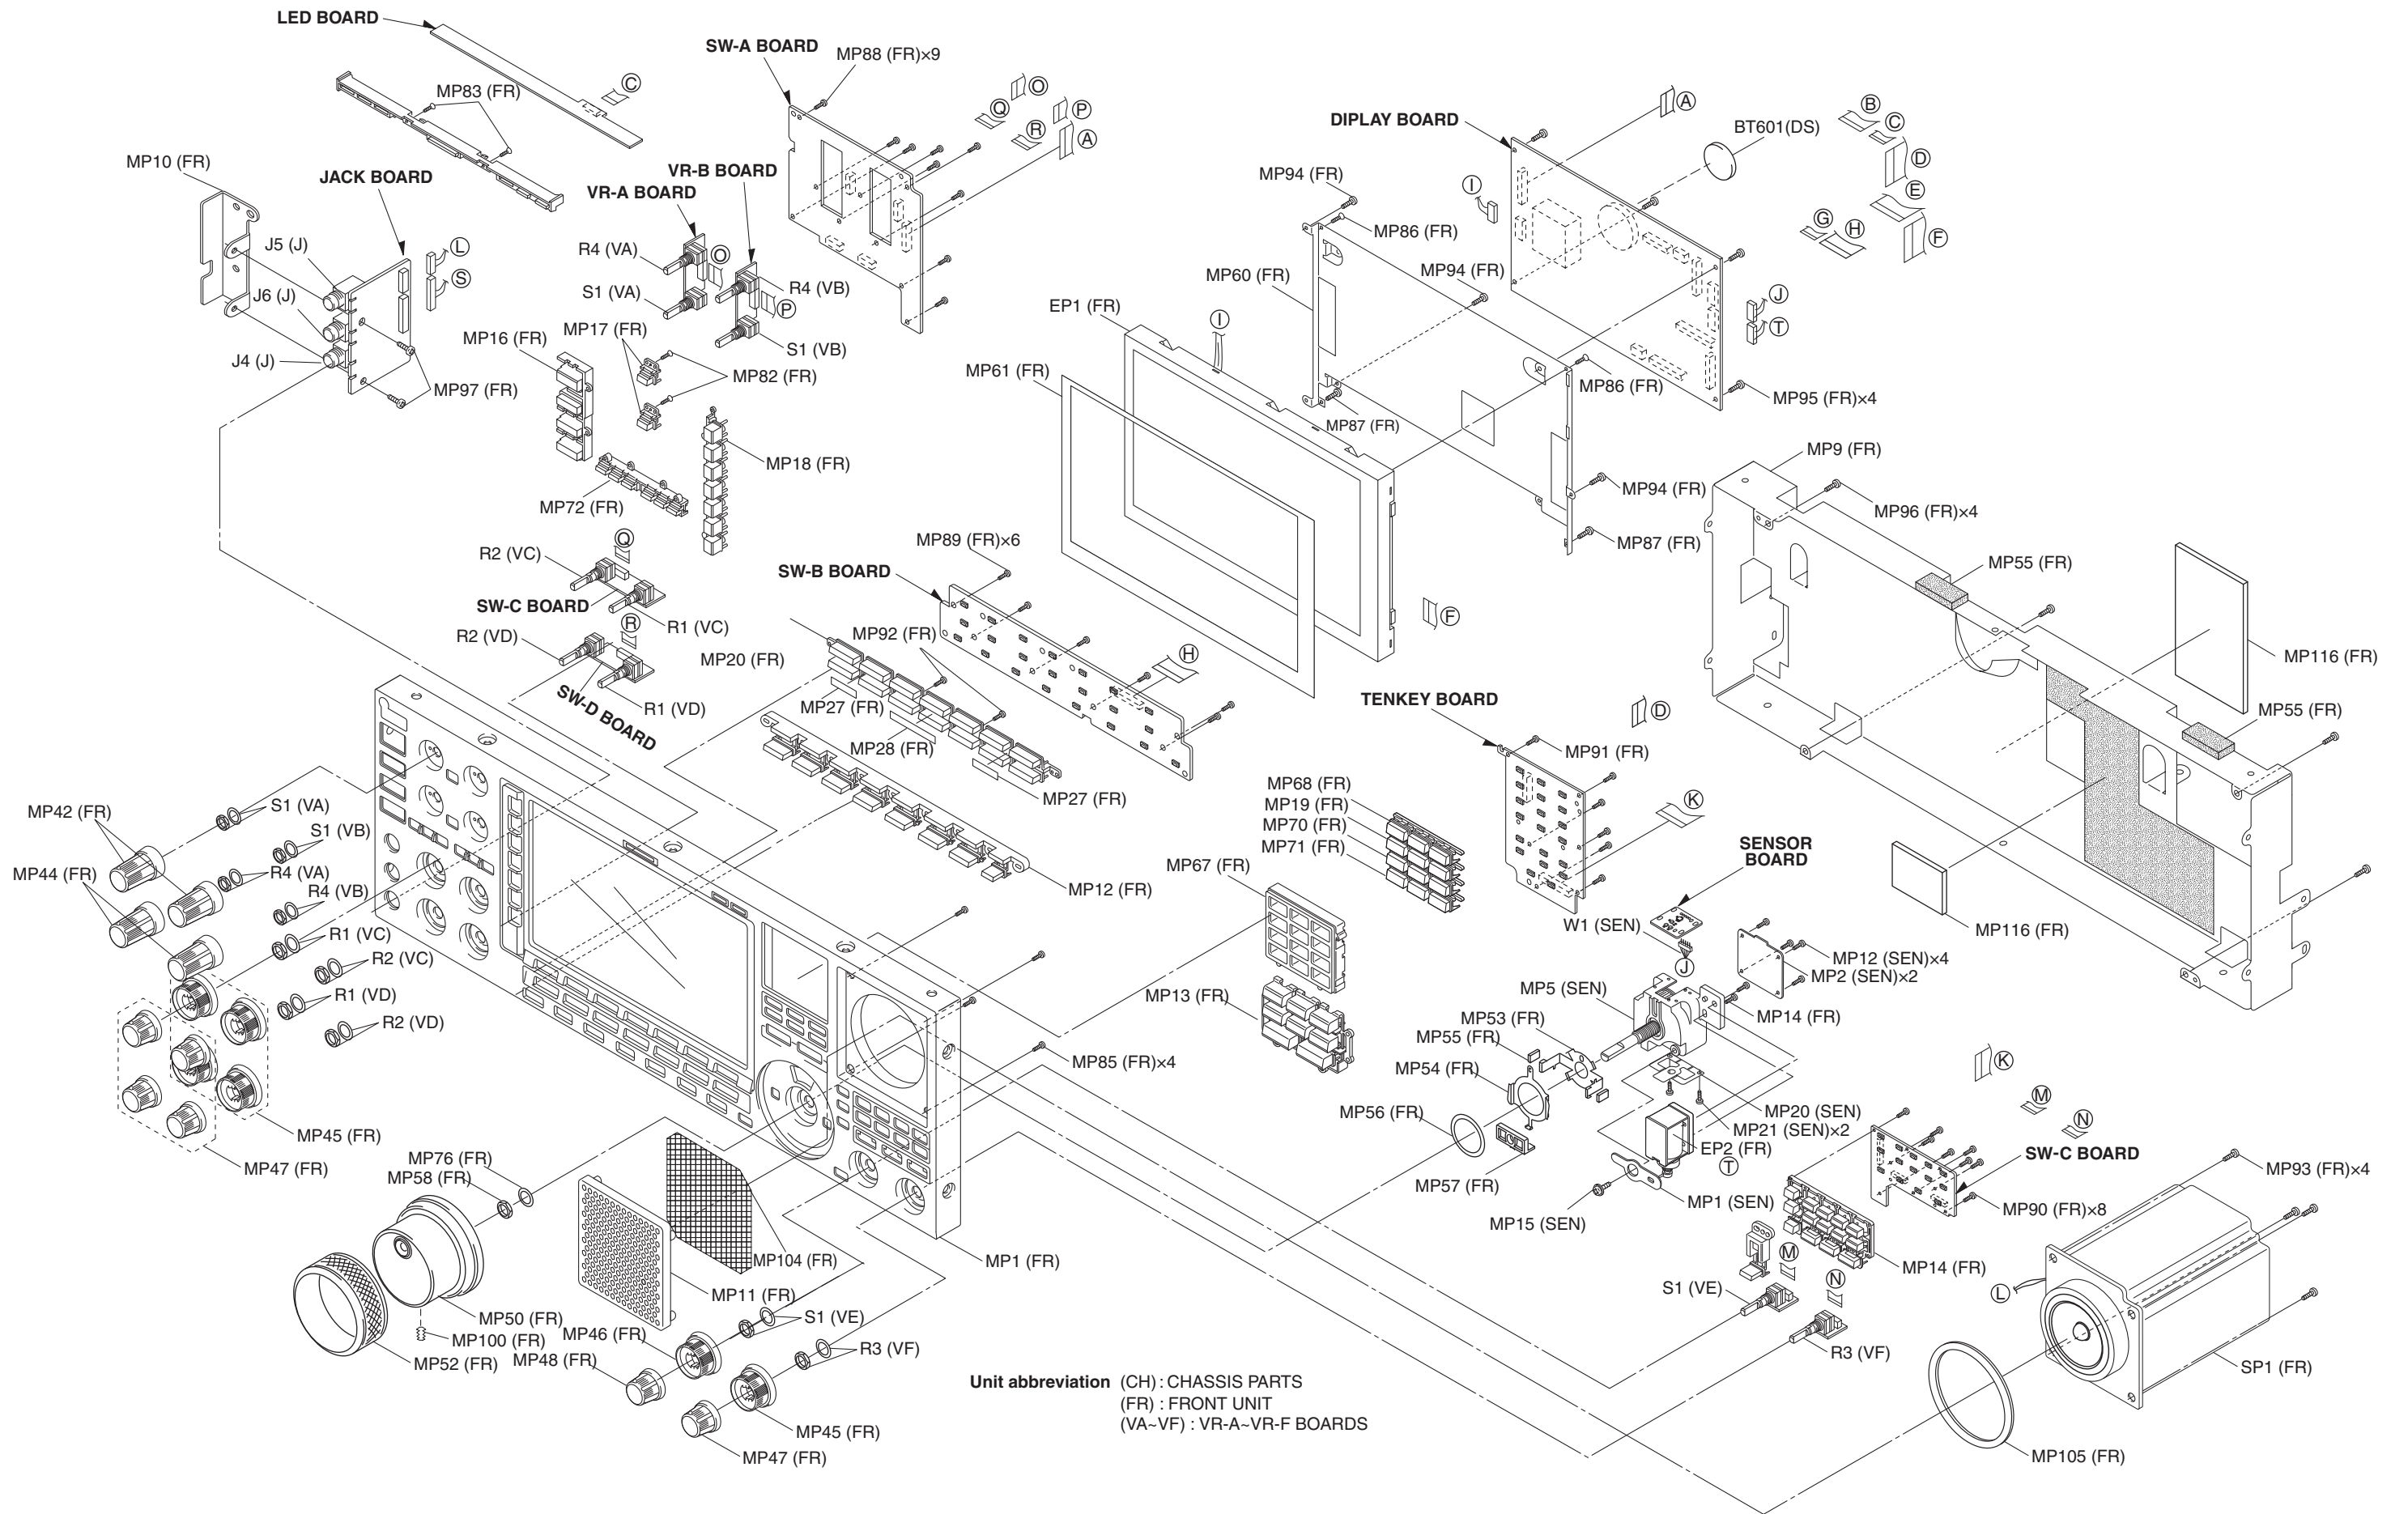 LED BOARD
Ⓒ
MP83 (FR)
MP10 (FR)
JACK BOARD
J5 (J)
Ⓛ
Ⓢ
J6 (J)
J4 (J)
MP97 (FR)
SW-A BOARD
MP88 (FR)×9
Ⓞ
Ⓠ
Ⓟ
Ⓡ
Ⓐ
VR-B BOARD
VR-A BOARD
R4 (VA)
Ⓞ
S1 (VA)
R4 (VB)
Ⓟ
S1 (VB)
MP17 (FR)
MP16 (FR)
MP82 (FR)
MP18 (FR)
MP72 (FR)
Ⓠ
R2 (VC)
SW-C BOARD
R1 (VC)
Ⓡ
R2 (VD)
SW-D BOARD
R1 (VD)
DIPLAY BOARD
Ⓐ
BT601(DS)
Ⓑ
Ⓒ
Ⓓ
Ⓔ
Ⓖ
Ⓗ
Ⓕ
Ⓘ
Ⓙ
Ⓣ
MP95 (FR)×4
MP94 (FR)
MP86 (FR)
MP60 (FR)
MP94 (FR)
EP1 (FR)
Ⓘ
MP61 (FR)
MP86 (FR)
MP87 (FR)
MP94 (FR)
MP87 (FR)
Ⓕ
MP9 (FR)
MP96 (FR)×4
MP55 (FR)
MP116 (FR)
MP55 (FR)
MP116 (FR)
MP89 (FR)×6
SW-B BOARD
MP92 (FR)
Ⓗ
MP20 (FR)
MP27 (FR)
MP28 (FR)
MP27 (FR)
MP12 (FR)
TENKEY BOARD
Ⓓ
MP91 (FR)
Ⓚ
MP68 (FR)
MP19 (FR)
MP70 (FR)
MP71 (FR)
MP67 (FR)
MP13 (FR)
SENSOR
BOARD
W1 (SEN)
Ⓙ
MP12 (SEN)×4
MP2 (SEN)×2
MP5 (SEN)
MP14 (FR)
MP53 (FR)
MP55 (FR)
MP54 (FR)
MP56 (FR)
MP57 (FR)
MP20 (SEN)
MP21 (SEN)×2
EP2 (FR)
Ⓣ
MP1 (SEN)
MP15 (SEN)
Ⓚ
Ⓜ
Ⓝ
SW-C BOARD
MP90 (FR)×8
MP14 (FR)
Ⓜ
S1 (VE)
Ⓝ
R3 (VF)
MP93 (FR)×4
Ⓛ
SP1 (FR)
MP105 (FR)
MP42 (FR)
S1 (VA)
S1 (VB)
MP44 (FR)
R4 (VA)
R4 (VB)
R1 (VC)
R2 (VC)
R1 (VD)
R2 (VD)
MP45 (FR)
MP47 (FR)
MP85 (FR)×4
MP76 (FR)
MP58 (FR)
MP50 (FR)
MP100 (FR)
MP52 (FR)
MP104 (FR)
MP1 (FR)
MP11 (FR)
S1 (VE)
MP46 (FR)
MP48 (FR)
R3 (VF)
MP45 (FR)
MP47 (FR)
Unit abbreviation (CH) : CHASSIS PARTS
(FR) : FRONT UNIT
(VA~VF) : VR-A~VR-F BOARDS